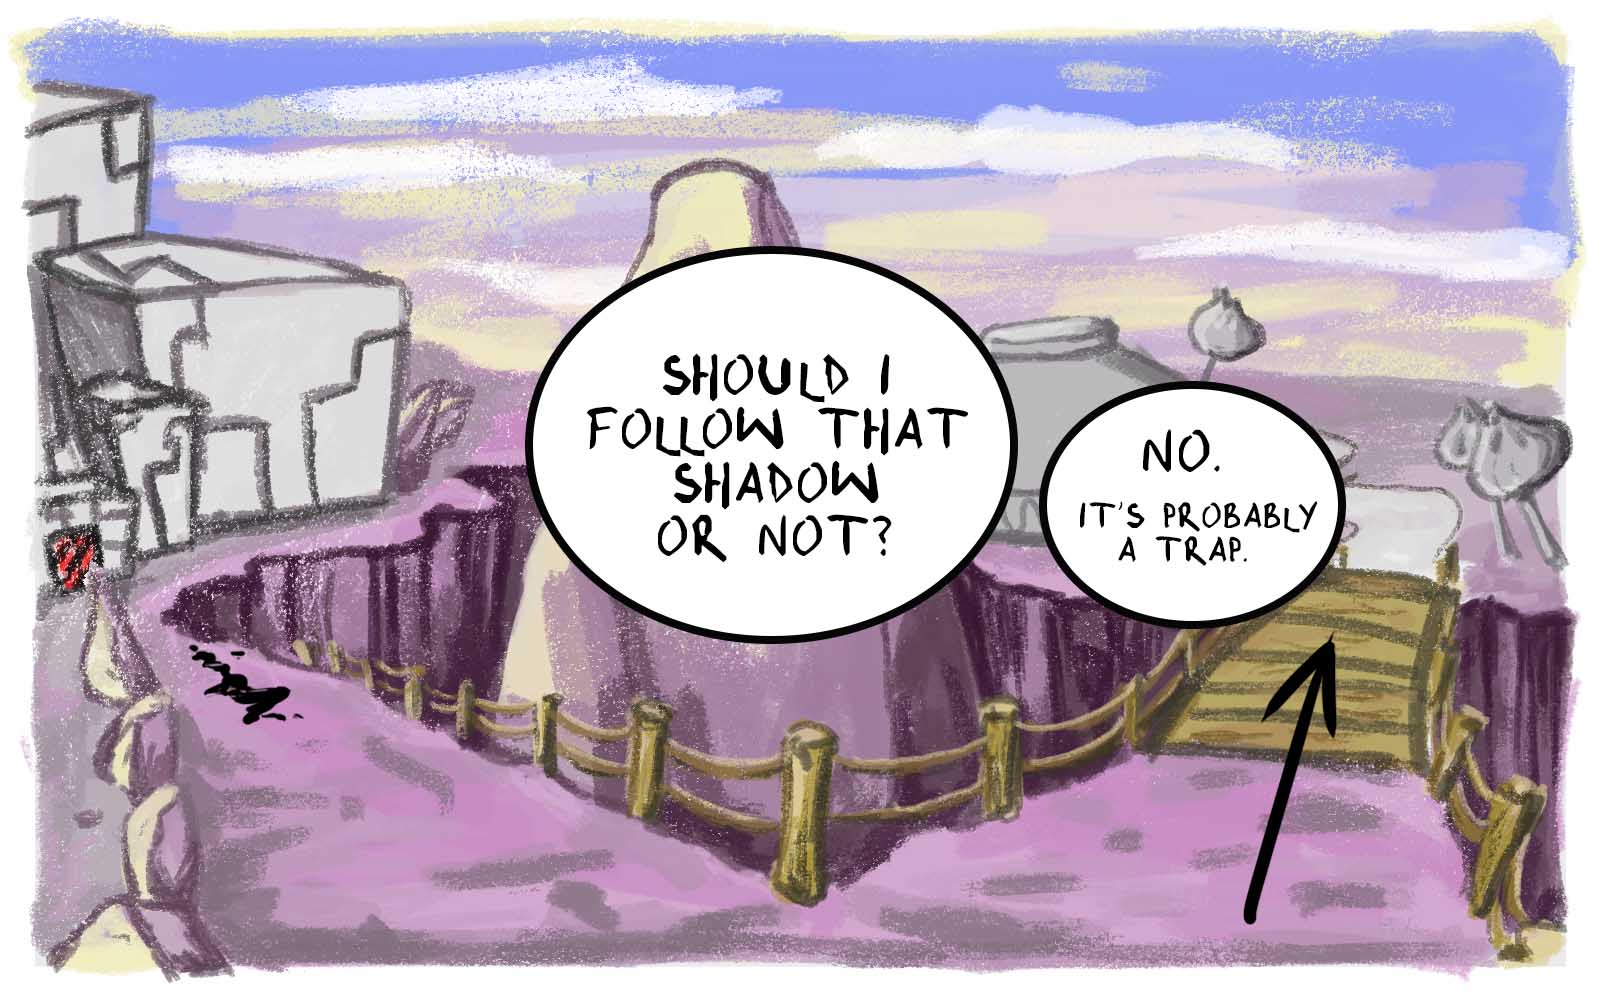 SHOULD I
FOLLOW THAT
SHADOW
OR NOT?
NO.
IT'S PROBABLY
A TRAP.